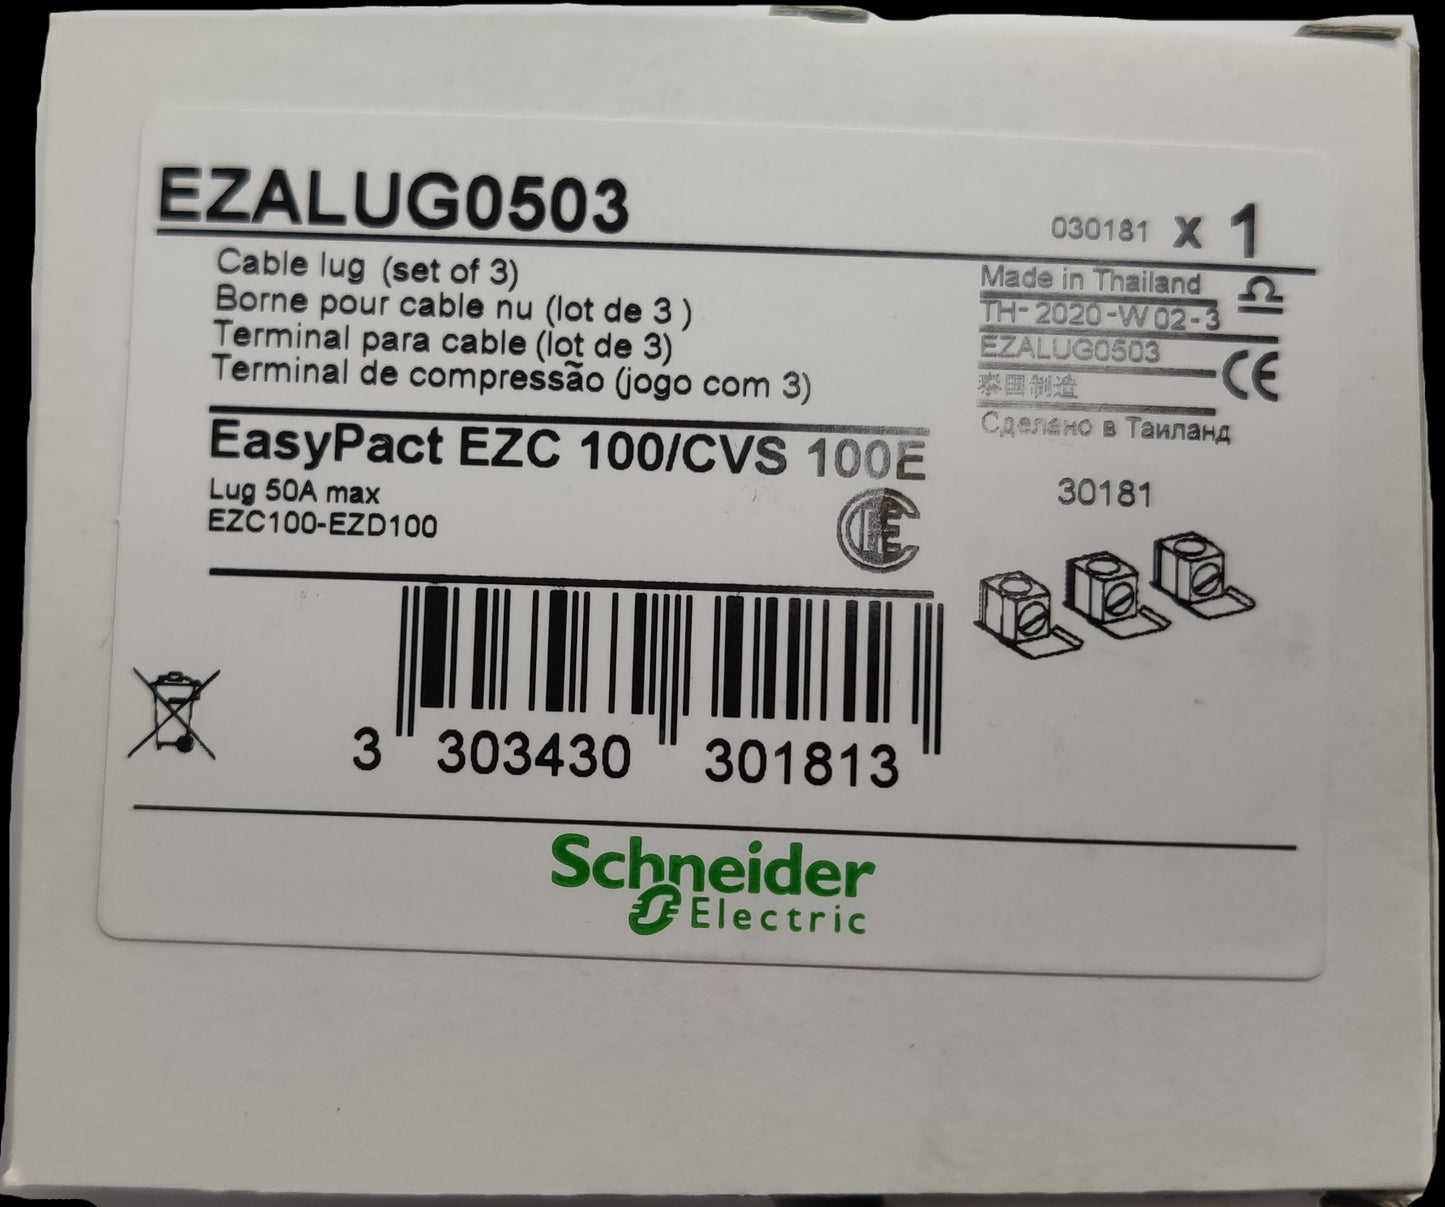 EZALUG0503
030181 x 1
Cable lug (set of 3)
Borne pour cable nu (lot de 3 )
Terminal para cable (lot de 3)
Terminal de compressão (jogo com 3)
Made in Thailand
TH-2020-W02-3
EZALUG0503
泰国制造
Сделано в Таиланд
CE
EasyPact EZC 100/CVS 100E
Lug 50A max
EZC100-EZD100
30181
3 303430 301813
Schneider
Electric